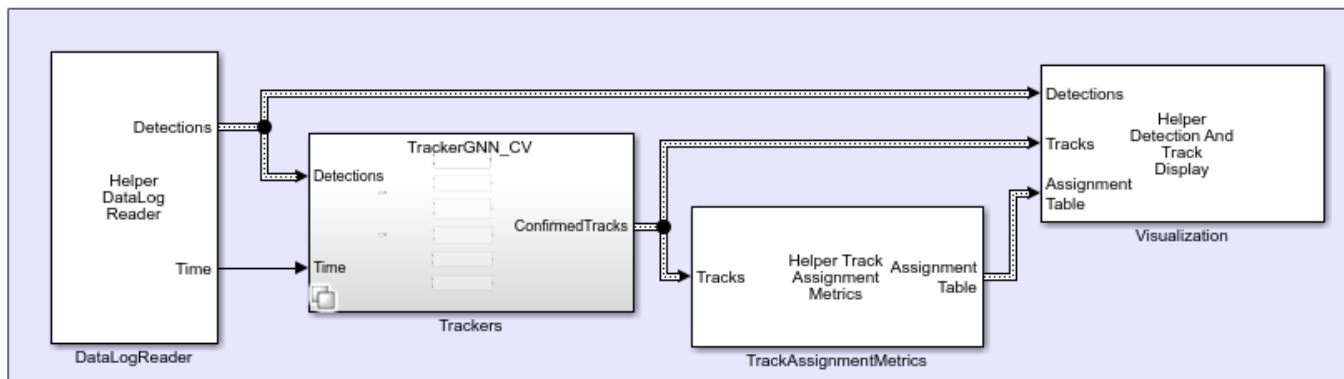 Detections
Helper
DataLog
Reader
Time
DataLogReader
TrackerGNN_CV
Detections
ConfirmedTracks
Time
Trackers
Tracks
Helper Track
Assignment
Metrics
Assignment
Table
TrackAssignmentMetrics
Detections
Tracks
Assignment
Table
Helper
Detection And
Track
Display
Visualization